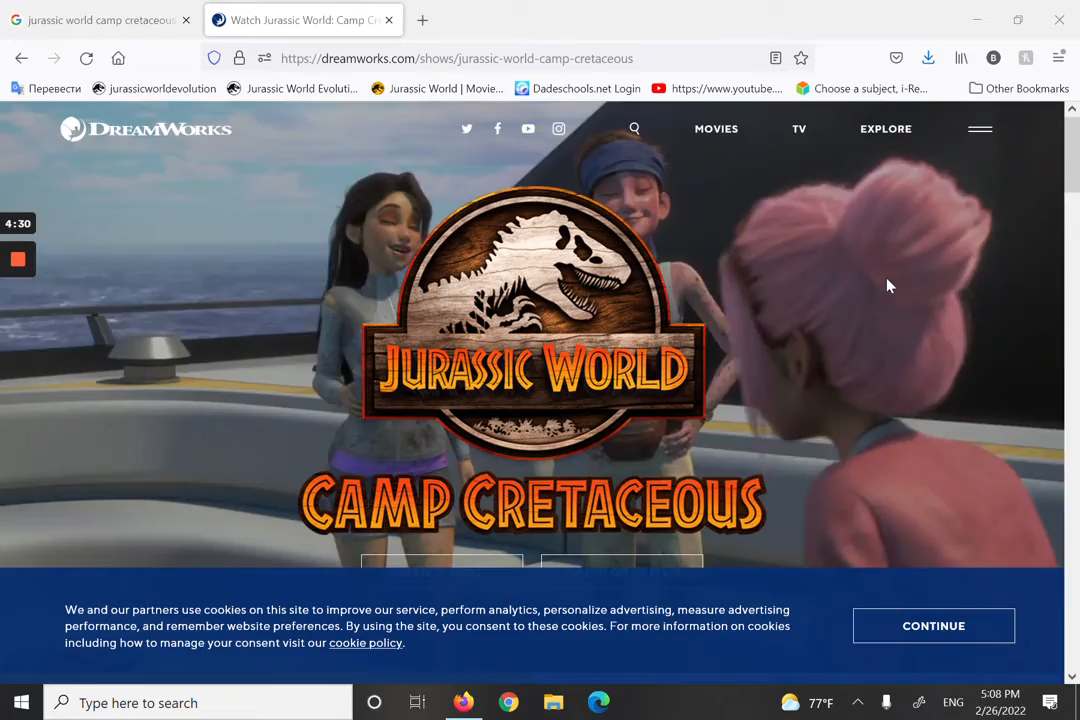 jurassic world camp cretaceous
Watch Jurassic World: Camp Cr
https://dreamworks.com/shows/jurassic-world-camp-cretaceous
Перевести
jurassicworldevolution
Jurassic World Evoluti...
Jurassic World | Movie...
Dadeschools.net Login
https://www.youtube...
Choose a subject, i-Re...
Other Bookmarks
DREAMWORKS
MOVIES
TV
EXPLORE
4:30
JURASSIC WORLD
CAMP CRETACEOUS
We and our partners use cookies on this site to improve our service, perform analytics, personalize advertising, measure advertising
performance, and remember website preferences. By using the site, you consent to these cookies. For more information on cookies
including how to manage your consent visit our cookie policy.
CONTINUE
Type here to search
77°F
ENG
5:08 PM
2/26/2022